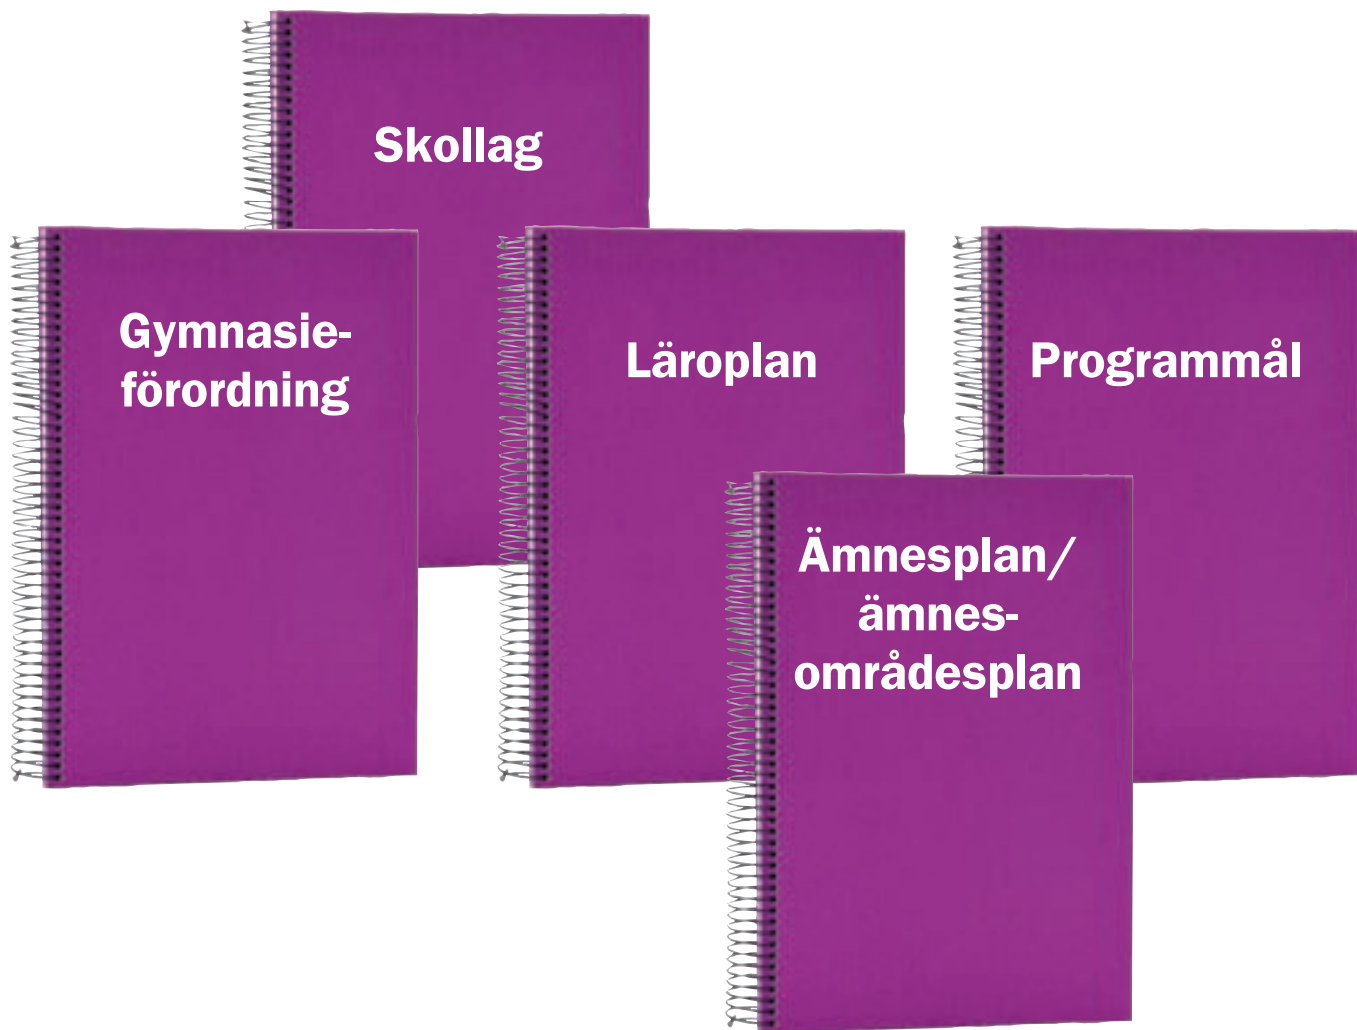 Skollag
Gymnasie-
förordning
Läroplan
Programmål
Ämnesplan/
ämnes-
områdesplan